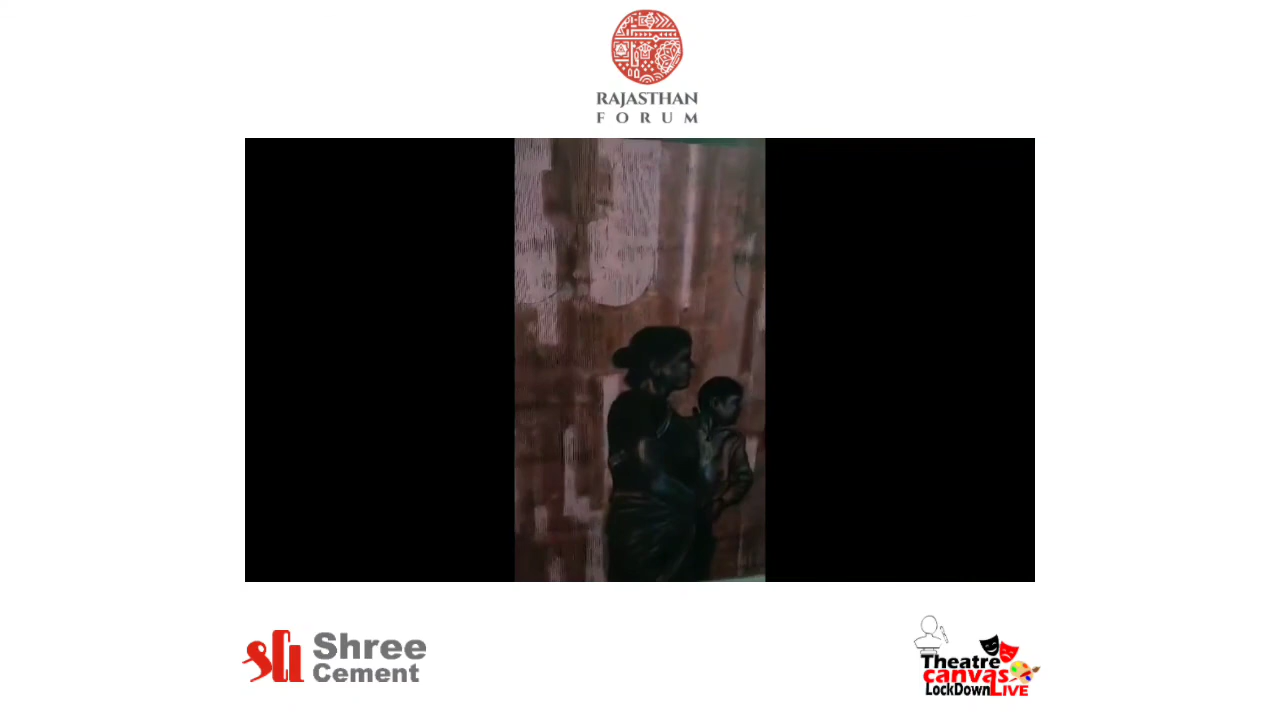 RAJASTHAN
FORUM
Shree
Cement
Theatre
canvas
LockDown LIVE